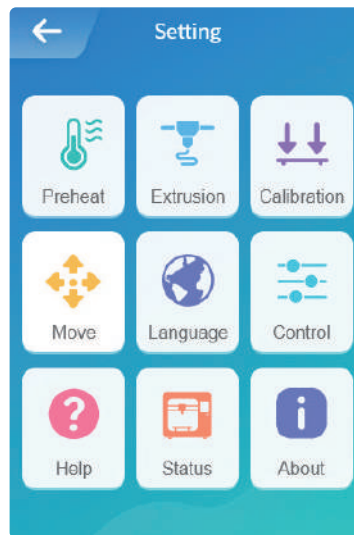 Setting
Preheat Extrusion Calibration
Move Language Control
Help Status About